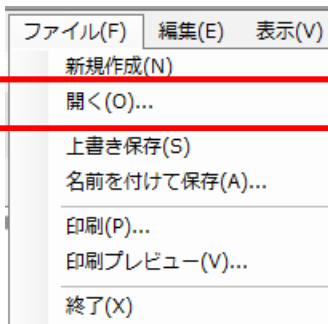 ファイル(F) 編集(E) 表示(V)
新規作成(N)
開く(O)...
上書き保存(S)
名前を付けて保存(A)...
印刷(P)...
印刷プレビュー(V)...
終了(X)